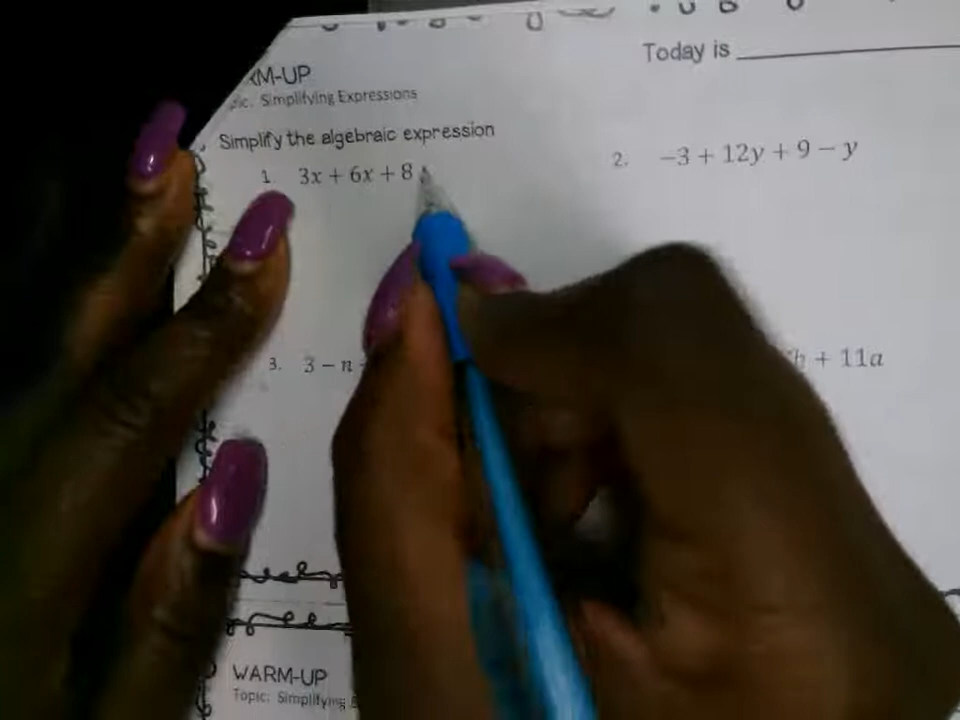 Today is
M-UP
ic: Simplifying Expressions
Simplify the algebraic expression
1. 3x + 6x + 8
2. −3 + 12y + 9 − y
3. 3 − n
+ 11a
WARM-UP
Topic: Simplifying